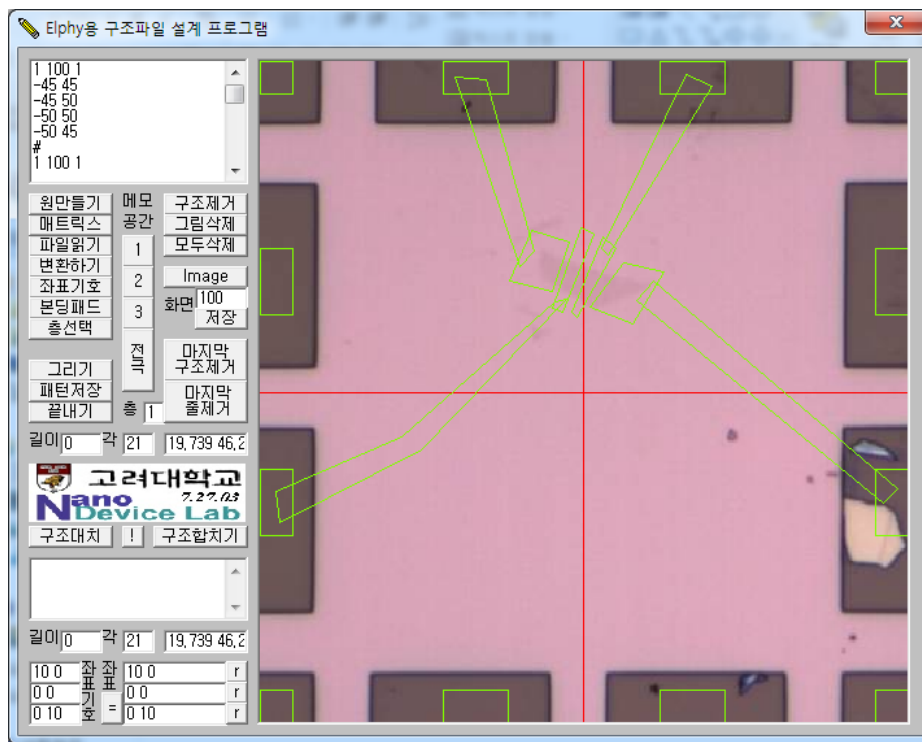 Elphy용 구조파일 설계 프로그램
1 100 1
-45 45
-45 50
-50 50
-50 45
#
1 100 1
원만들기
매트릭스
파일읽기
변환하기
좌표기호
본딩패드
층선택
그리기
패턴저장
끝내기
메모
공간
1
2
3
전극
층 1
구조제거
그림삭제
모두삭제
Image
화면 100
저장
마지막
구조제거
마지막
줄제거
길이 0 각 21 19,739 46,2
고려대학교
7.27.03
Nano
Device Lab
구조대치 ! 구조합치기
길이 0 각 21 19,739 46,2
10 0
0 0
0 10
좌표기호
좌표
=
10 0 r
0 0 r
0 10 r